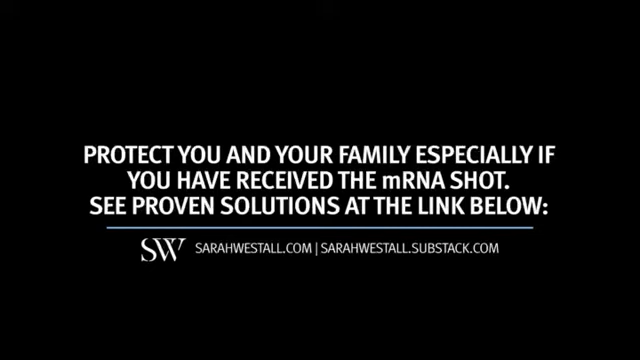 PROTECT YOU AND YOUR FAMILY ESPECIALLY IF
YOU HAVE RECEIVED THE mRNA SHOT.
SEE PROVEN SOLUTIONS AT THE LINK BELOW:
SW SARAHWESTALL.COM | SARAHWESTALL.SUBSTACK.COM